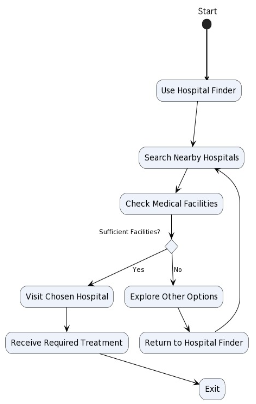 Start
Use Hospital Finder
Search Nearby Hospitals
Check Medical Facilities
Sufficient Facilities?
Yes
No
Visit Chosen Hospital
Explore Other Options
Receive Required Treatment
Return to Hospital Finder
Exit